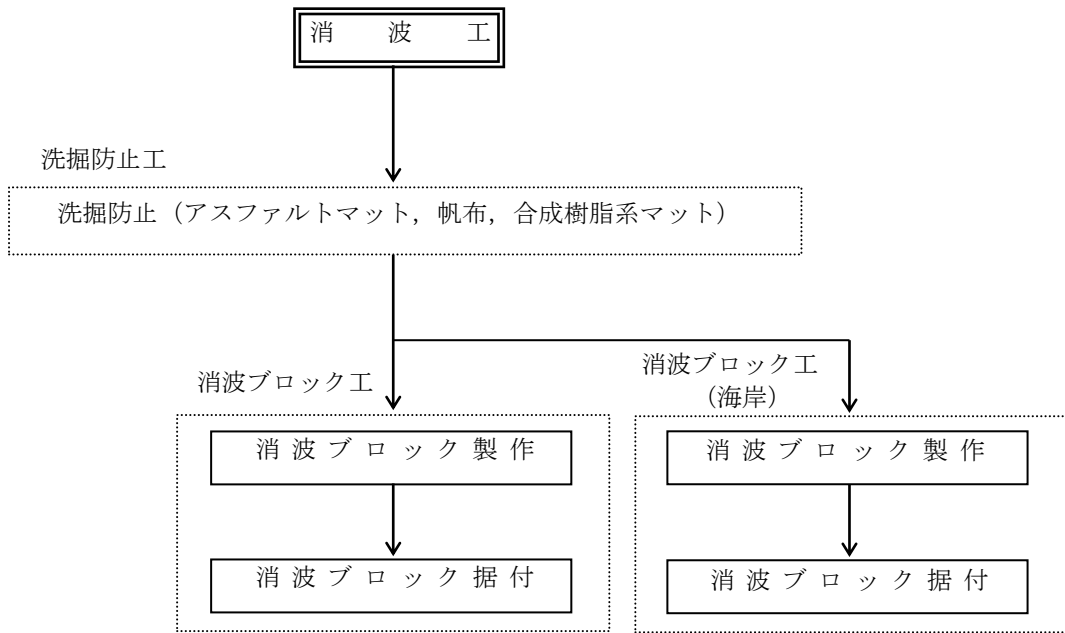 消　波　工
洗掘防止工
洗掘防止（アスファルトマット，帆布，合成樹脂系マット）
消波ブロック工
消波ブロック製作
消波ブロック据付
消波ブロック工
（海岸）
消波ブロック製作
消波ブロック据付